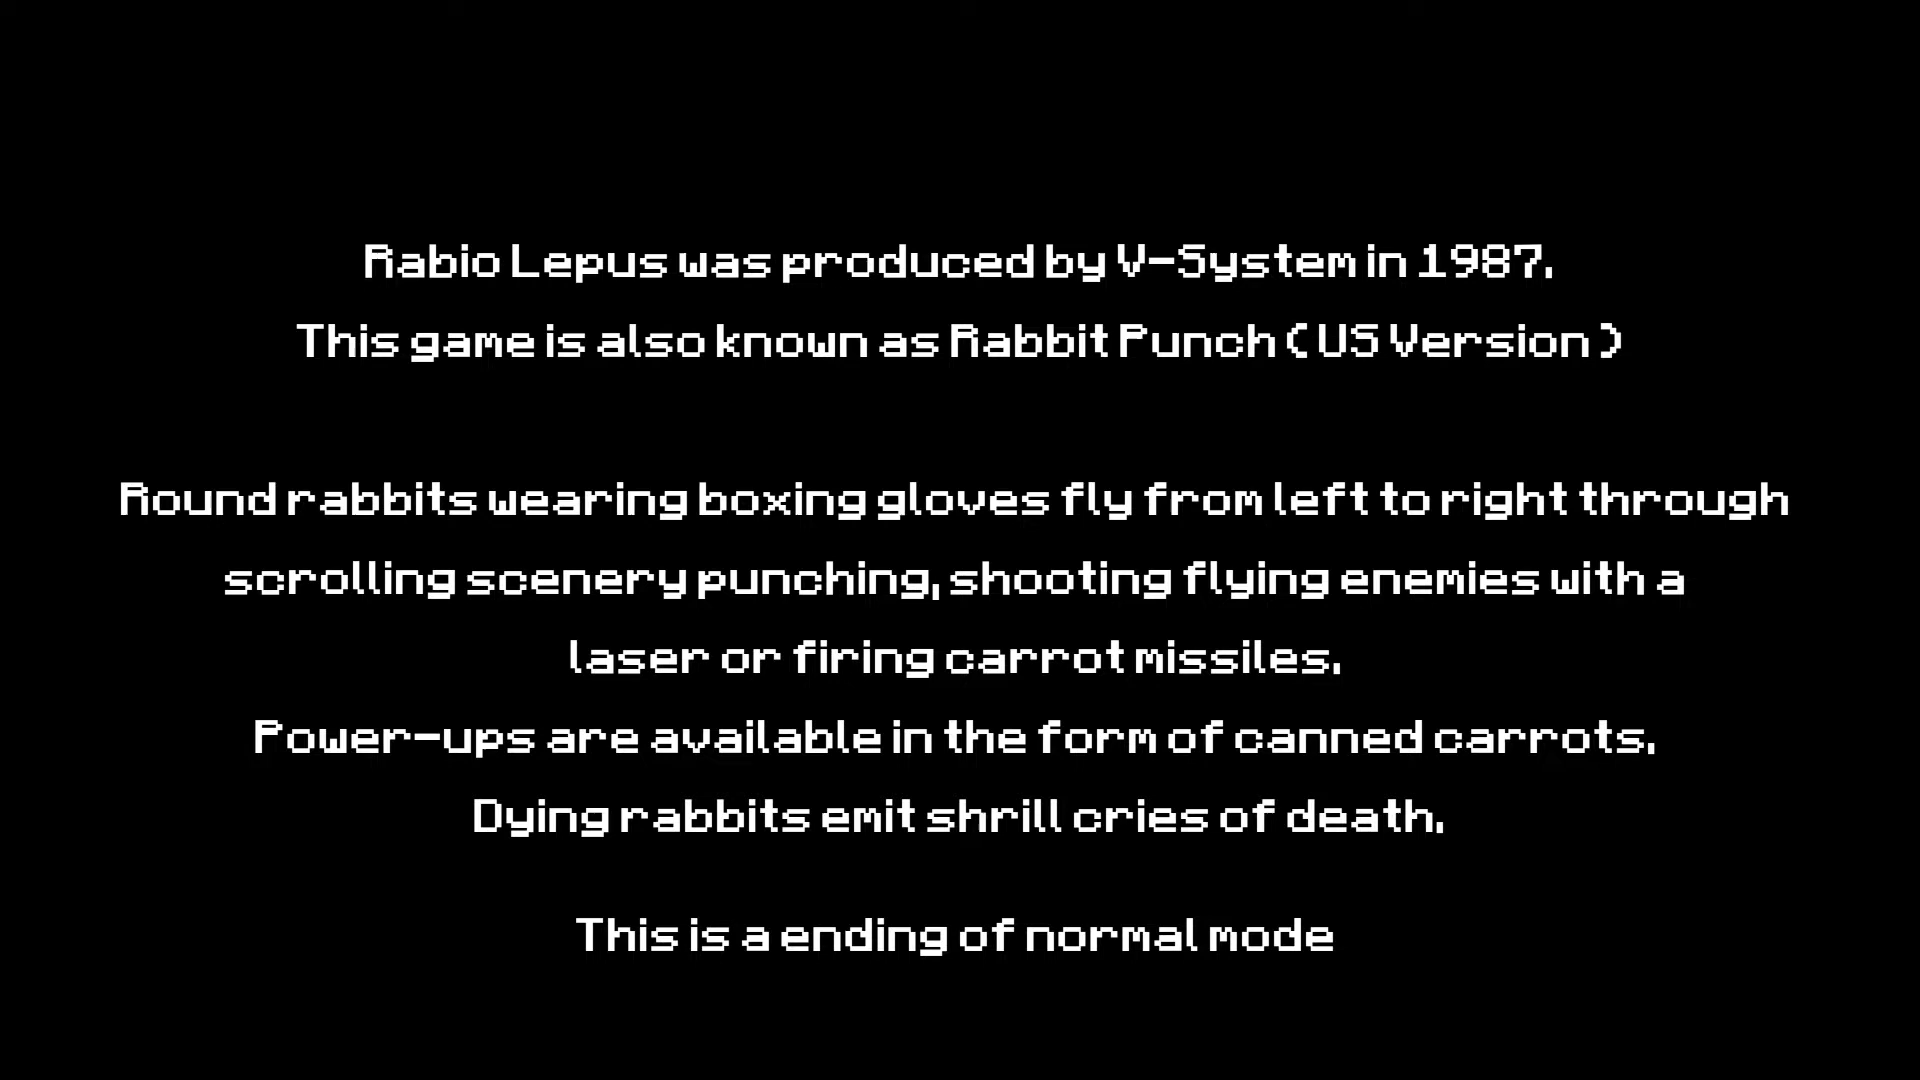 Rabio Lepus was produced by V-System in 1987.
This game is also known as Rabbit Punch ( US Version )
Round rabbits wearing boxing gloves fly from left to right through
scrolling scenery punching, shooting flying enemies with a
laser or firing carrot missiles.
Power-ups are available in the form of canned carrots.
Dying rabbits emit shrill cries of death.
This is a ending of normal mode